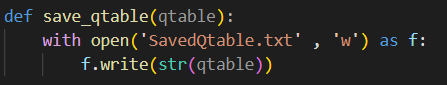 def save_qtable(qtable):
    with open('SavedQtable.txt' , 'w') as f:
        f.write(str(qtable))